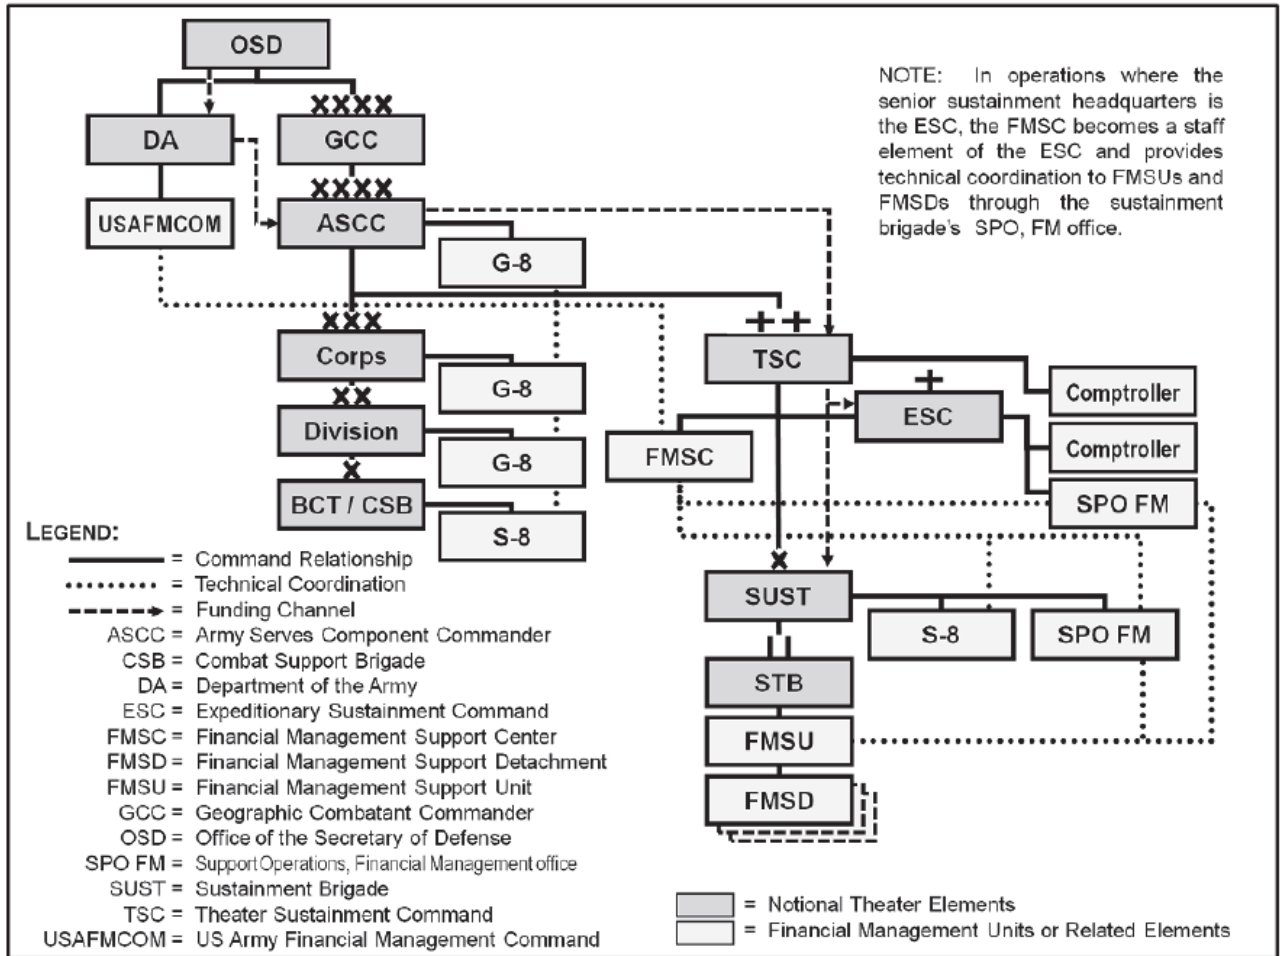 OSD
NOTE: In operations where the
senior sustainment headquarters is
the ESC, the FMSC becomes a staff
element of the ESC and provides
technical coordination to FMSUs and
FMSDs through the sustainment
brigade's SPO, FM office.
XXXX
DA
GCC
XXXX
USAFMCOM
ASCC
G-8
XXX
Corps
G-8
XX
Division
G-8
X
BCT / CSB
S-8
++
TSC
Comptroller
+
ESC
Comptroller
SPO FM
FMSC
X
SUST
S-8
SPO FM
II
STB
FMSU
FMSD
LEGEND:
= Command Relationship
= Technical Coordination
= Funding Channel
ASCC = Army Serves Component Commander
CSB = Combat Support Brigade
DA = Department of the Army
ESC = Expeditionary Sustainment Command
FMSC = Financial Management Support Center
FMSD = Financial Management Support Detachment
FMSU = Financial Management Support Unit
GCC = Geographic Combatant Commander
OSD = Office of the Secretary of Defense
SPO FM = Support Operations, Financial Management office
SUST = Sustainment Brigade
TSC = Theater Sustainment Command
USAFMCOM = US Army Financial Management Command
= Notional Theater Elements
= Financial Management Units or Related Elements